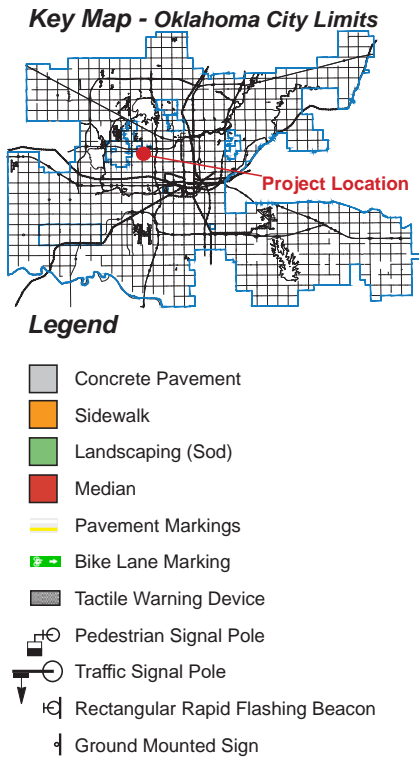 Key Map - Oklahoma City Limits
Project Location
Legend
Concrete Pavement
Sidewalk
Landscaping (Sod)
Median
Pavement Markings
Bike Lane Marking
Tactile Warning Device
Pedestrian Signal Pole
Traffic Signal Pole
Rectangular Rapid Flashing Beacon
Ground Mounted Sign